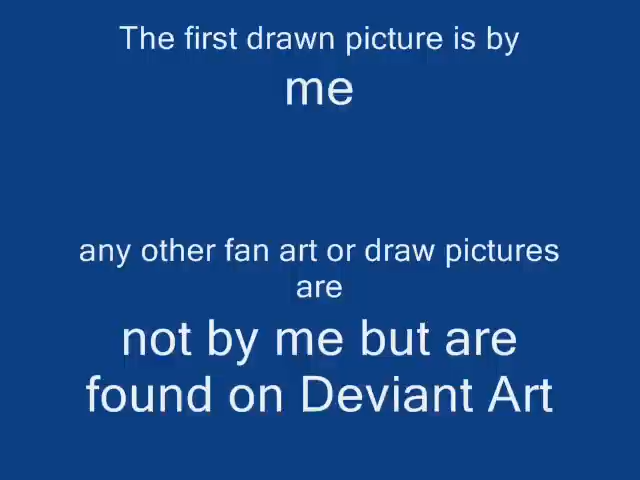 The first drawn picture is by
me
any other fan art or draw pictures
are
not by me but are
found on Deviant Art